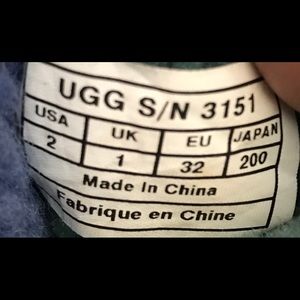 UGG S/N 3151
USA UK EU JAPAN
2 1 32 200
Made In China
Fabrique en Chine